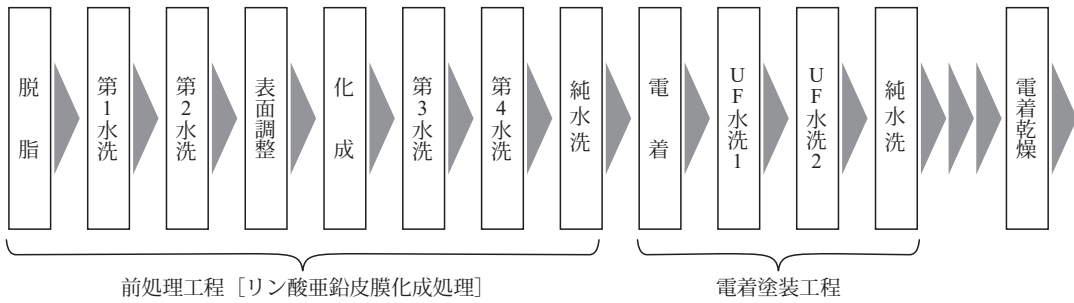 脱脂
第1水洗
第2水洗
表面調整
化成
第3水洗
第4水洗
純水洗
電着
UF水洗1
UF水洗2
純水洗
電着乾燥
前処理工程［リン酸亜鉛皮膜化成処理］
電着塗装工程